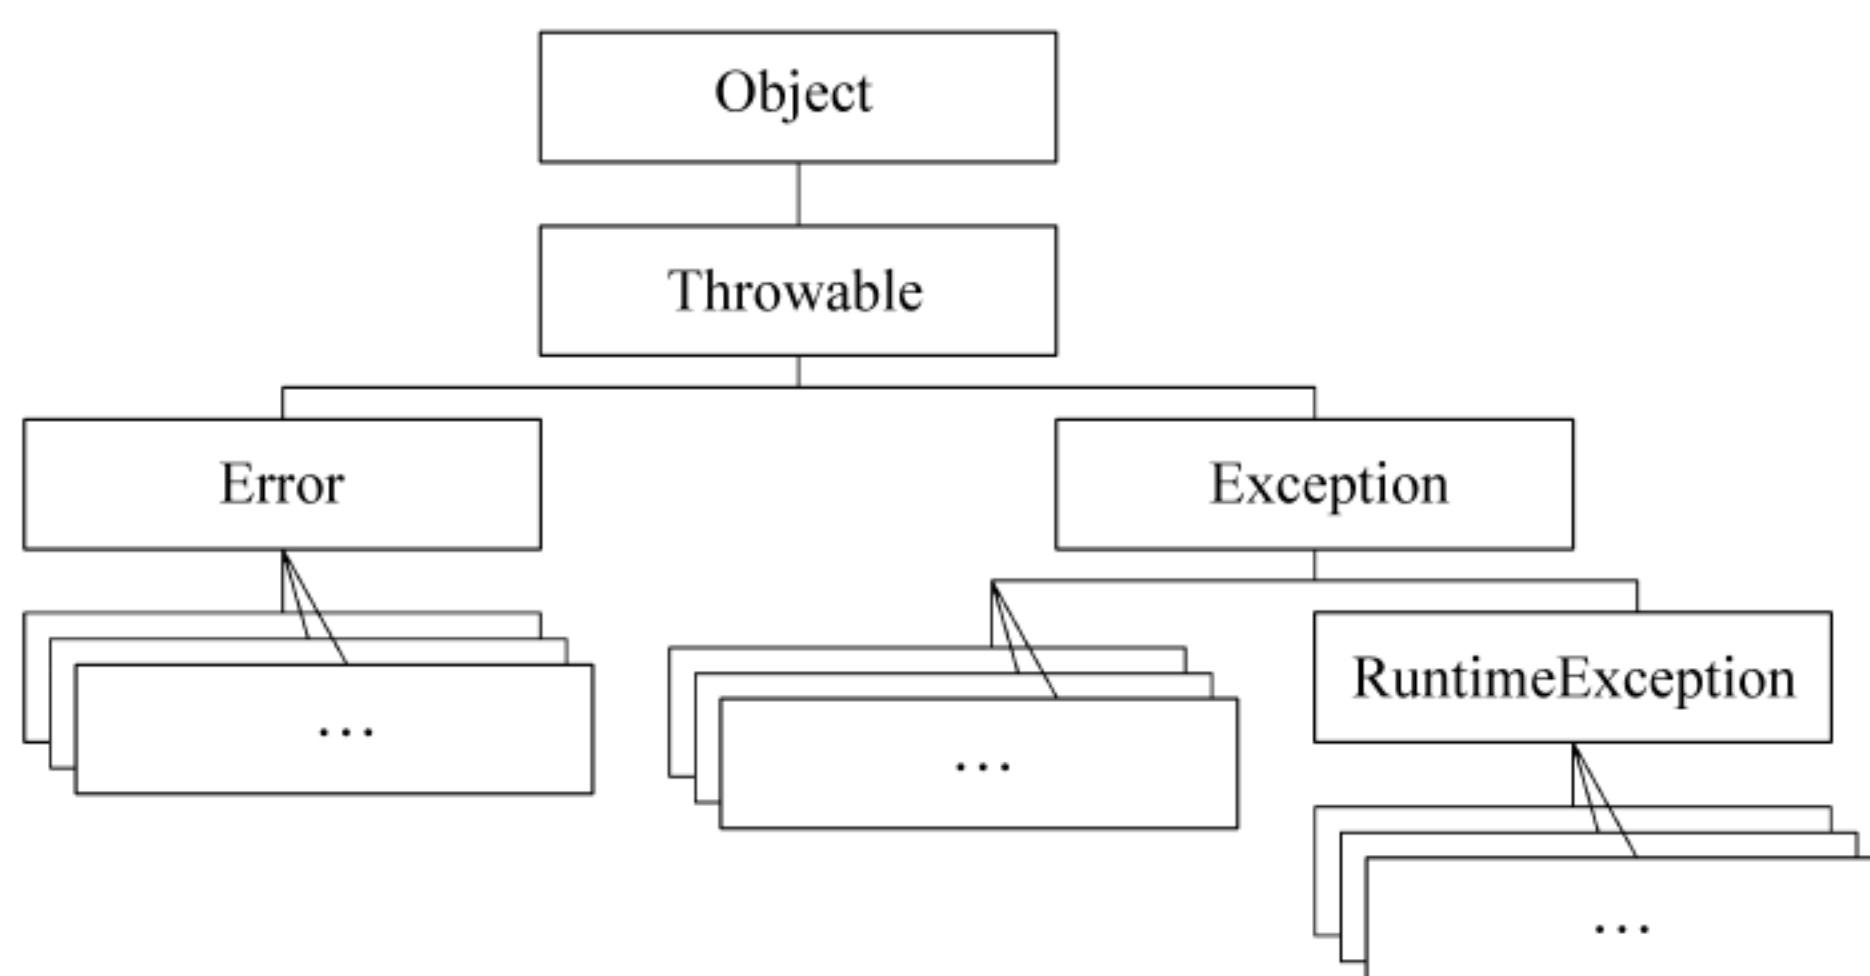 Object
Throwable
Error
Exception
RuntimeException
...
...
...